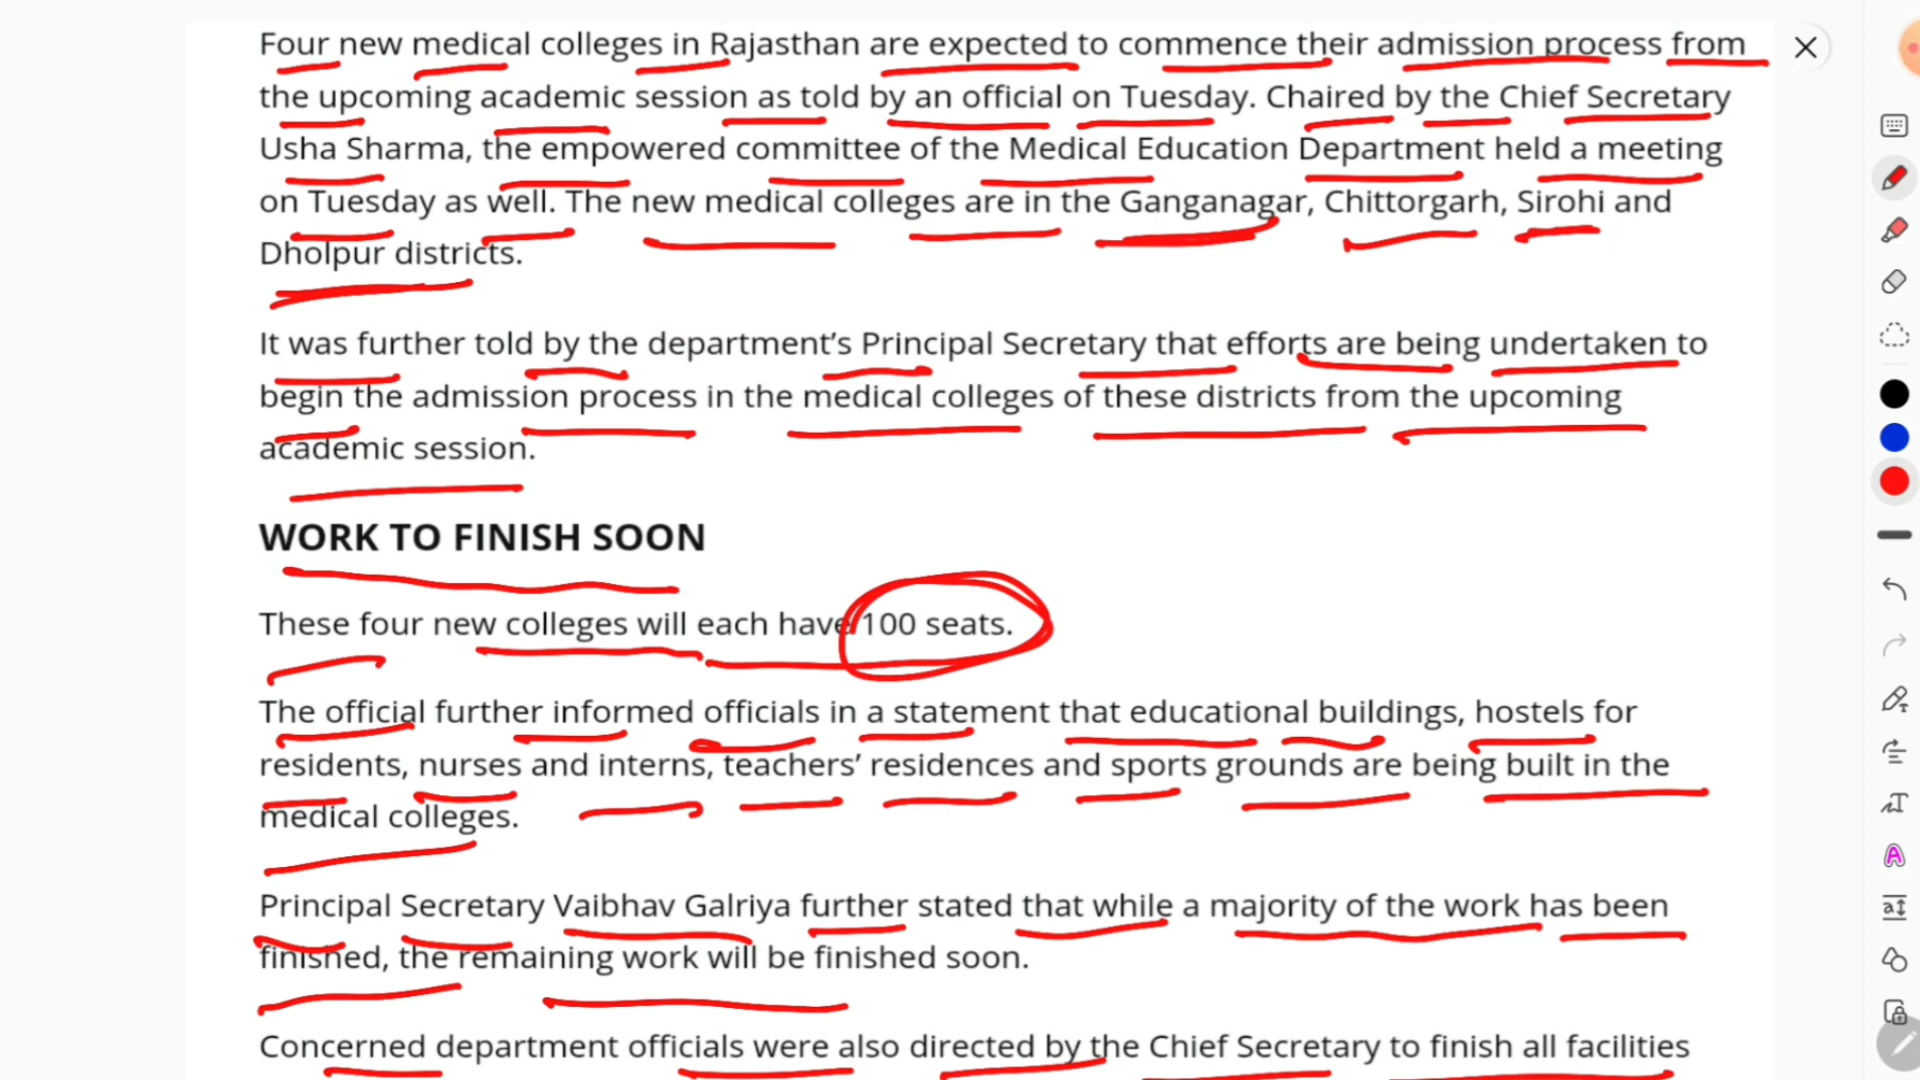 Four new medical colleges in Rajasthan are expected to commence their admission process from
the upcoming academic session as told by an official on Tuesday. Chaired by the Chief Secretary
Usha Sharma, the empowered committee of the Medical Education Department held a meeting
on Tuesday as well. The new medical colleges are in the Ganganagar, Chittorgarh, Sirohi and
Dholpur districts.
It was further told by the department’s Principal Secretary that efforts are being undertaken to
begin the admission process in the medical colleges of these districts from the upcoming
academic session.
WORK TO FINISH SOON
These four new colleges will each have 100 seats.
The official further informed officials in a statement that educational buildings, hostels for
residents, nurses and interns, teachers’ residences and sports grounds are being built in the
medical colleges.
Principal Secretary Vaibhav Galriya further stated that while a majority of the work has been
finished, the remaining work will be finished soon.
Concerned department officials were also directed by the Chief Secretary to finish all facilities